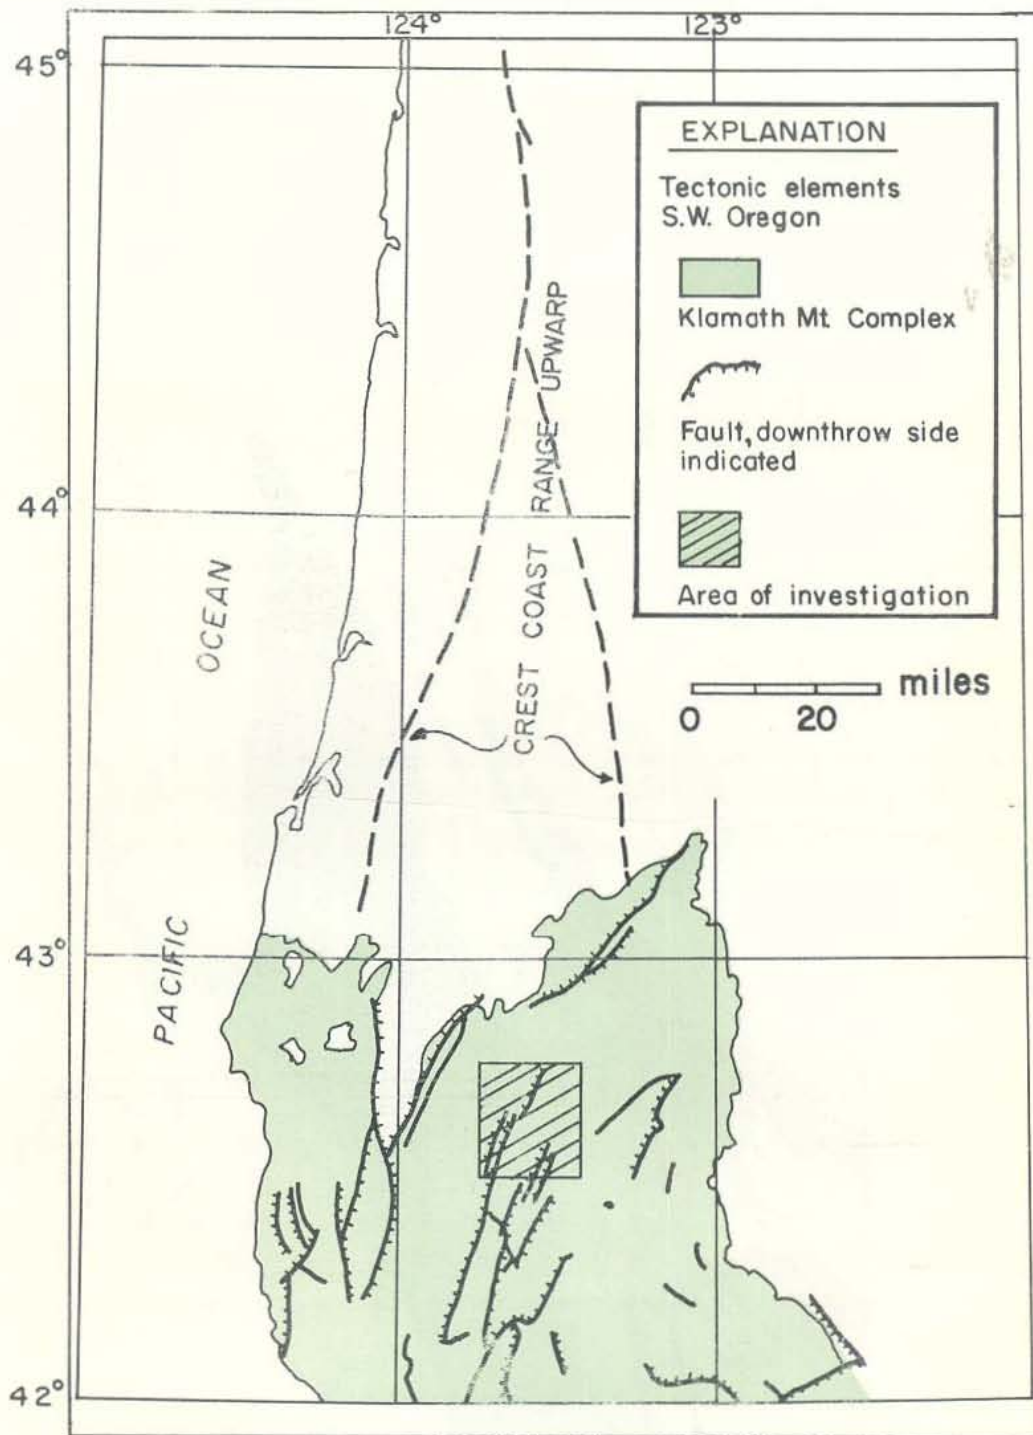 124°
123°
45°
44°
43°
42°
EXPLANATION
Tectonic elements
S.W. Oregon
Klamath Mt. Complex
Fault, downthrow side
indicated
Area of investigation
miles
0 20
CREST COAST RANGE UPWARP
PACIFIC OCEAN